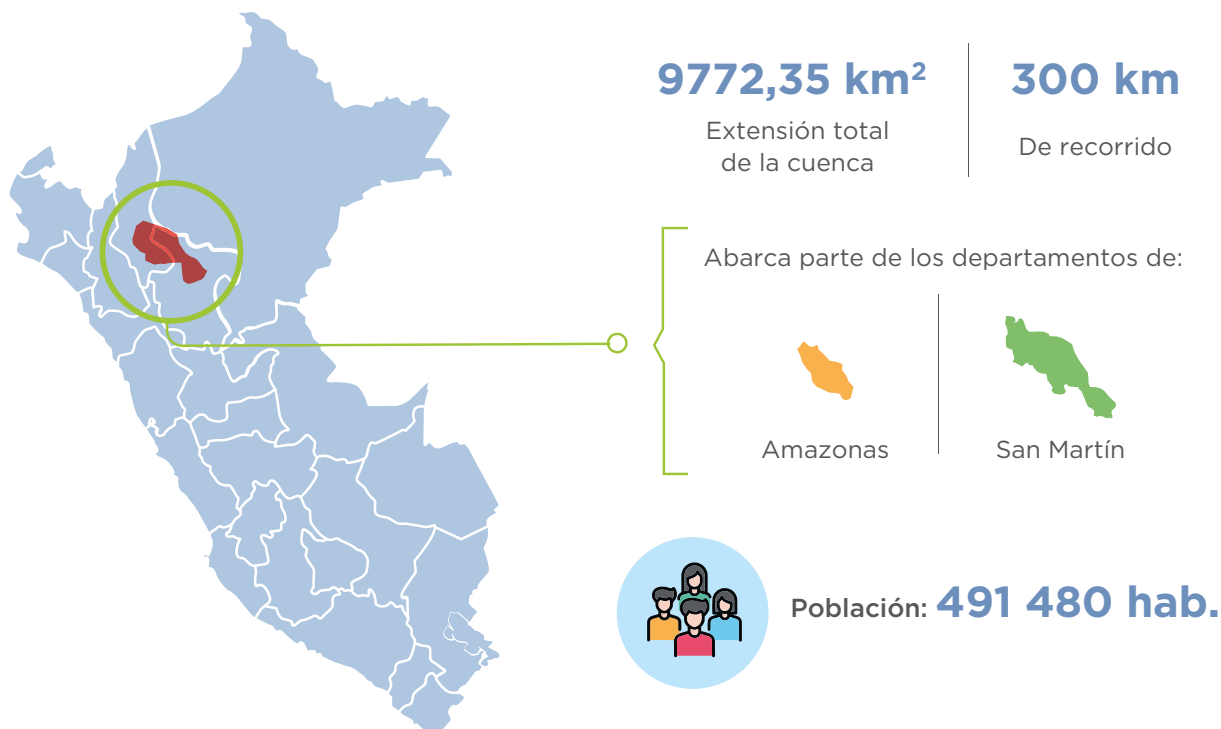 9772,35 km²
Extensión total
de la cuenca
300 km
De recorrido
Abarca parte de los departamentos de:
Amazonas
San Martín
Población: 491 480 hab.